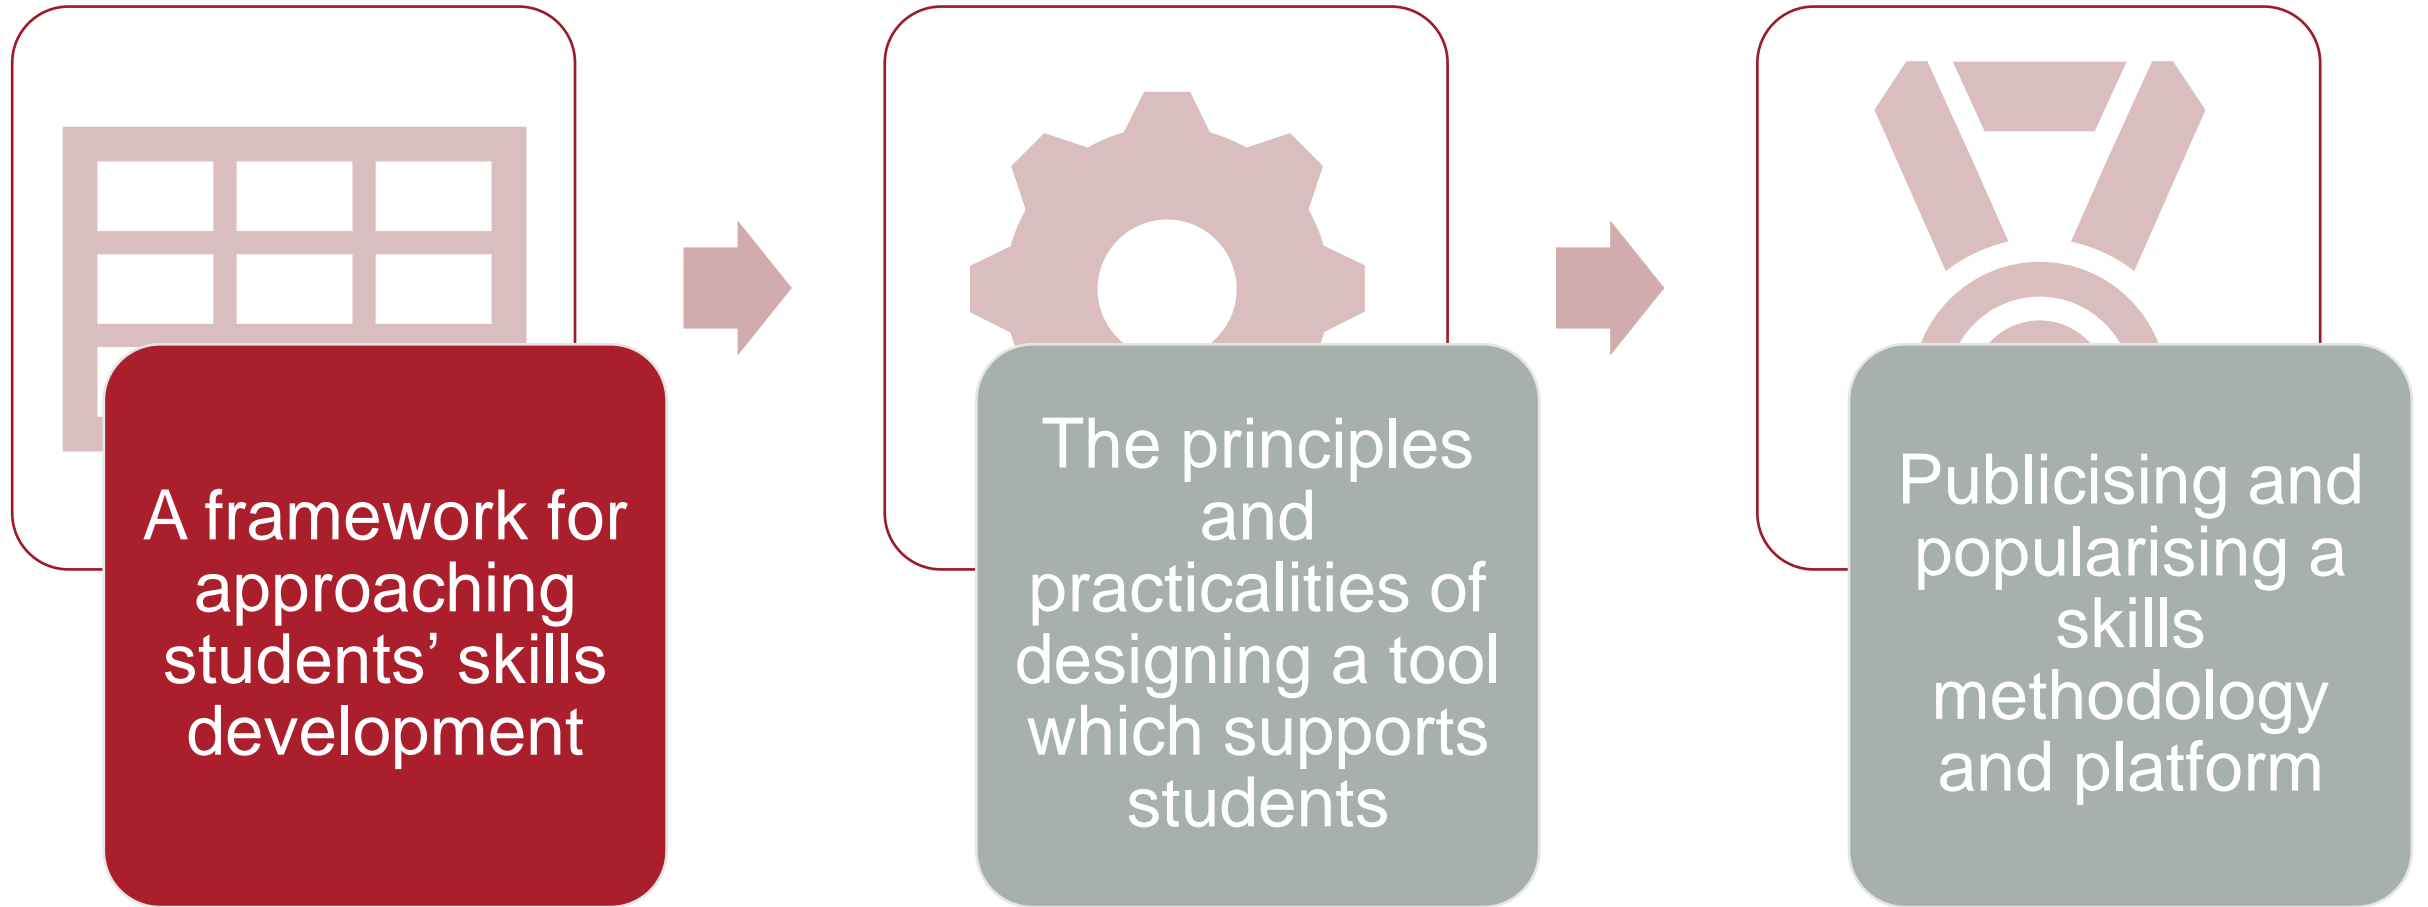 A framework for
approaching
students’ skills
development
The principles
and
practicalities of
designing a tool
which supports
students
Publicising and
popularising a
skills
methodology
and platform